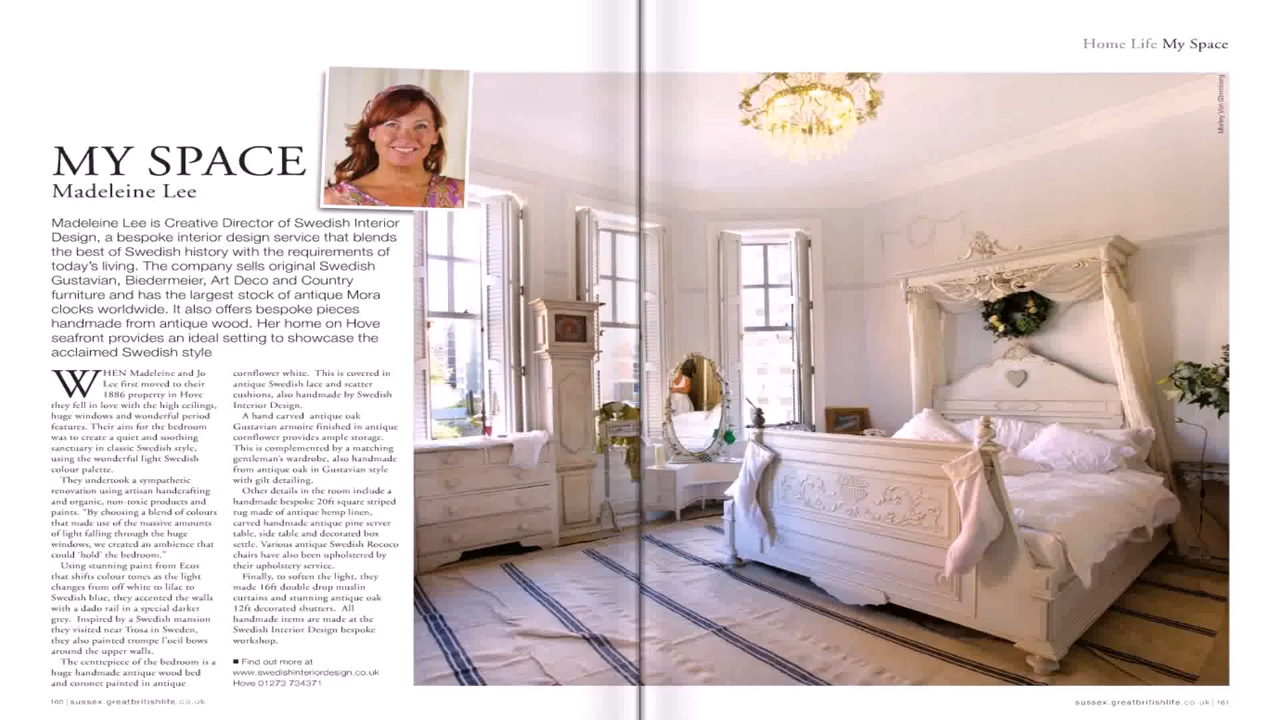 Home Life My Space
Morley Von Sternberg
MY SPACE
Madeleine Lee
Madeleine Lee is Creative Director of Swedish Interior
Design, a bespoke interior design service that blends
the best of Swedish history with the requirements of
today's living. The company sells original Swedish
Gustavian, Biedermeier, Art Deco and Country
furniture and has the largest stock of antique Mora
clocks worldwide. It also offers bespoke pieces
handmade from antique wood. Her home on Hove
seafront provides an ideal setting to showcase the
acclaimed Swedish style
WHEN Madeleine and Jo
Lee first moved to their
1886 property in Hove
they fell in love with the high ceilings,
huge windows and wonderful period
features. Their aim for the bedroom
was to create a quiet and soothing
sanctuary in classic Swedish style,
using the wonderful light Swedish
colour palette.
They undertook a sympathetic
renovation using artisan handcrafting
and organic, non-toxic products and
paints. "By choosing a blend of colours
that made use of the massive amounts
of light falling through the huge
windows, we created an ambience that
could 'hold' the bedroom."
Using stunning paint from Ecos
that shifts colour tones as the light
changes from off white to lilac to
Swedish blue, they accented the walls
with a dado rail in a special darker
grey. Inspired by a Swedish mansion
they visited near Trosa in Sweden,
they also painted trompe l'oeil bows
around the upper walls.
The centrepiece of the bedroom is a
huge handmade antique wood bed
and coronet painted in antique
cornflower white. This is covered in
antique Swedish lace and scatter
cushions, also handmade by Swedish
Interior Design.
A hand carved antique oak
Gustavian armoire finished in antique
cornflower provides ample storage.
This is complemented by a matching
gentleman's wardrobe, also handmade
from antique oak in Gustavian style
with gilt detailing.
Other details in the room include a
handmade bespoke 20ft square striped
rug made of antique hemp linen,
carved handmade antique pine server
table, side table and decorated box
settle. Various antique Swedish Rococo
chairs have also been upholstered by
their upholstery service.
Finally, to soften the light, they
made 16ft double drop muslin
curtains and stunning antique oak
12ft decorated shutters. All
handmade items are made at the
Swedish Interior Design bespoke
workshop.
■ Find out more at
www.swedishinteriordesign.co.uk
Hove 01273 734371
160 | sussex.greatbritishlife.co.uk
sussex.greatbritishlife.co.uk | 161